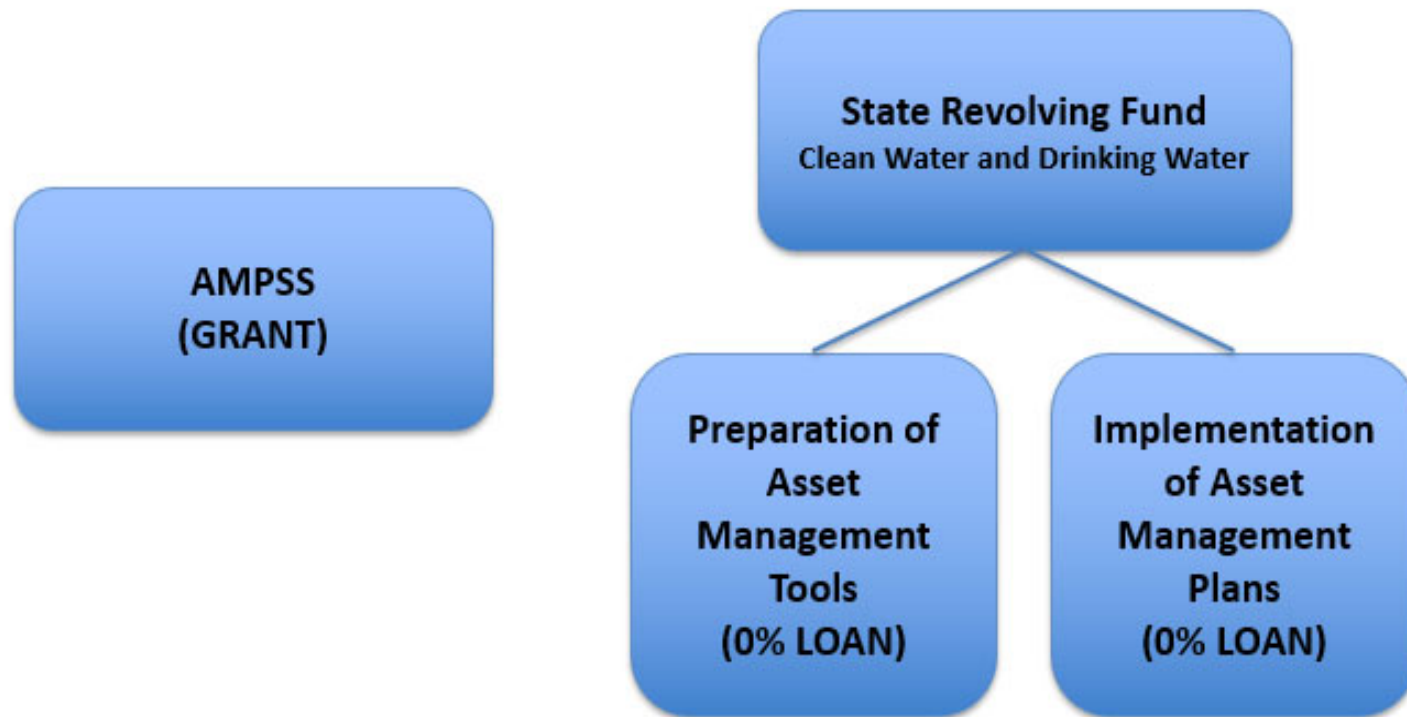 AMPSS
(GRANT)
State Revolving Fund
Clean Water and Drinking Water
Preparation of
Asset
Management
Tools
(0% LOAN)
Implementation
of Asset
Management
Plans
(0% LOAN)